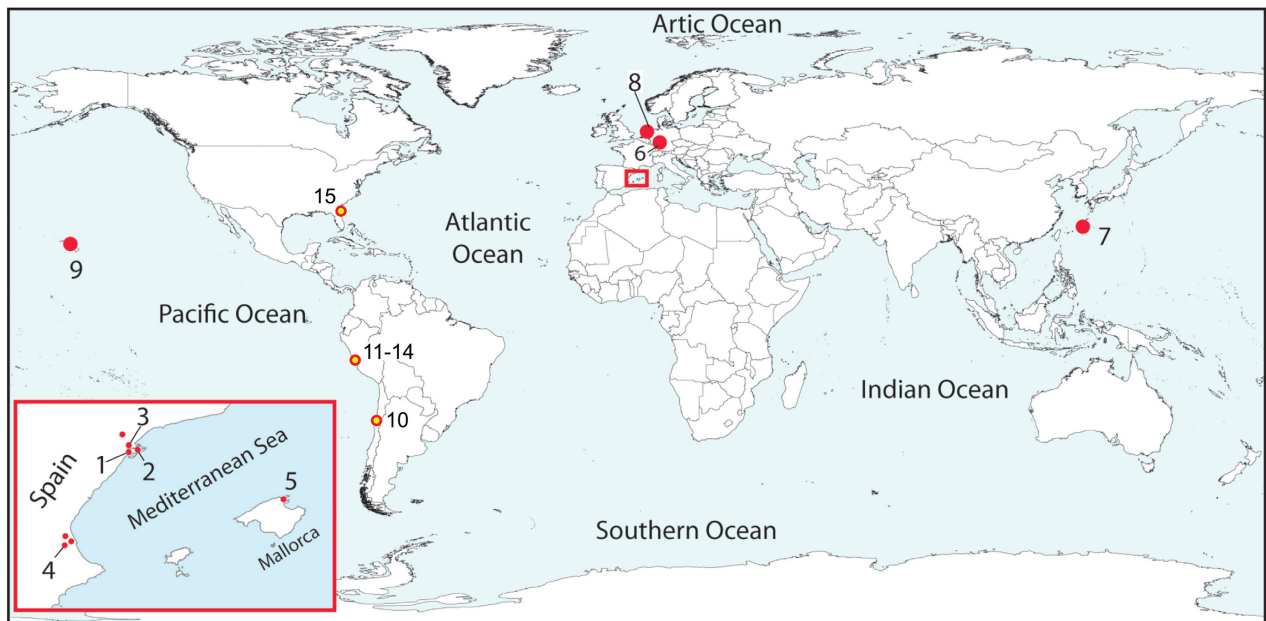 Artic Ocean
8
6
15
Atlantic
Ocean
7
9
Pacific Ocean
11-14
Indian Ocean
10
3
1
2
Spain
Mediterranean Sea
5
Mallorca
4
Southern Ocean